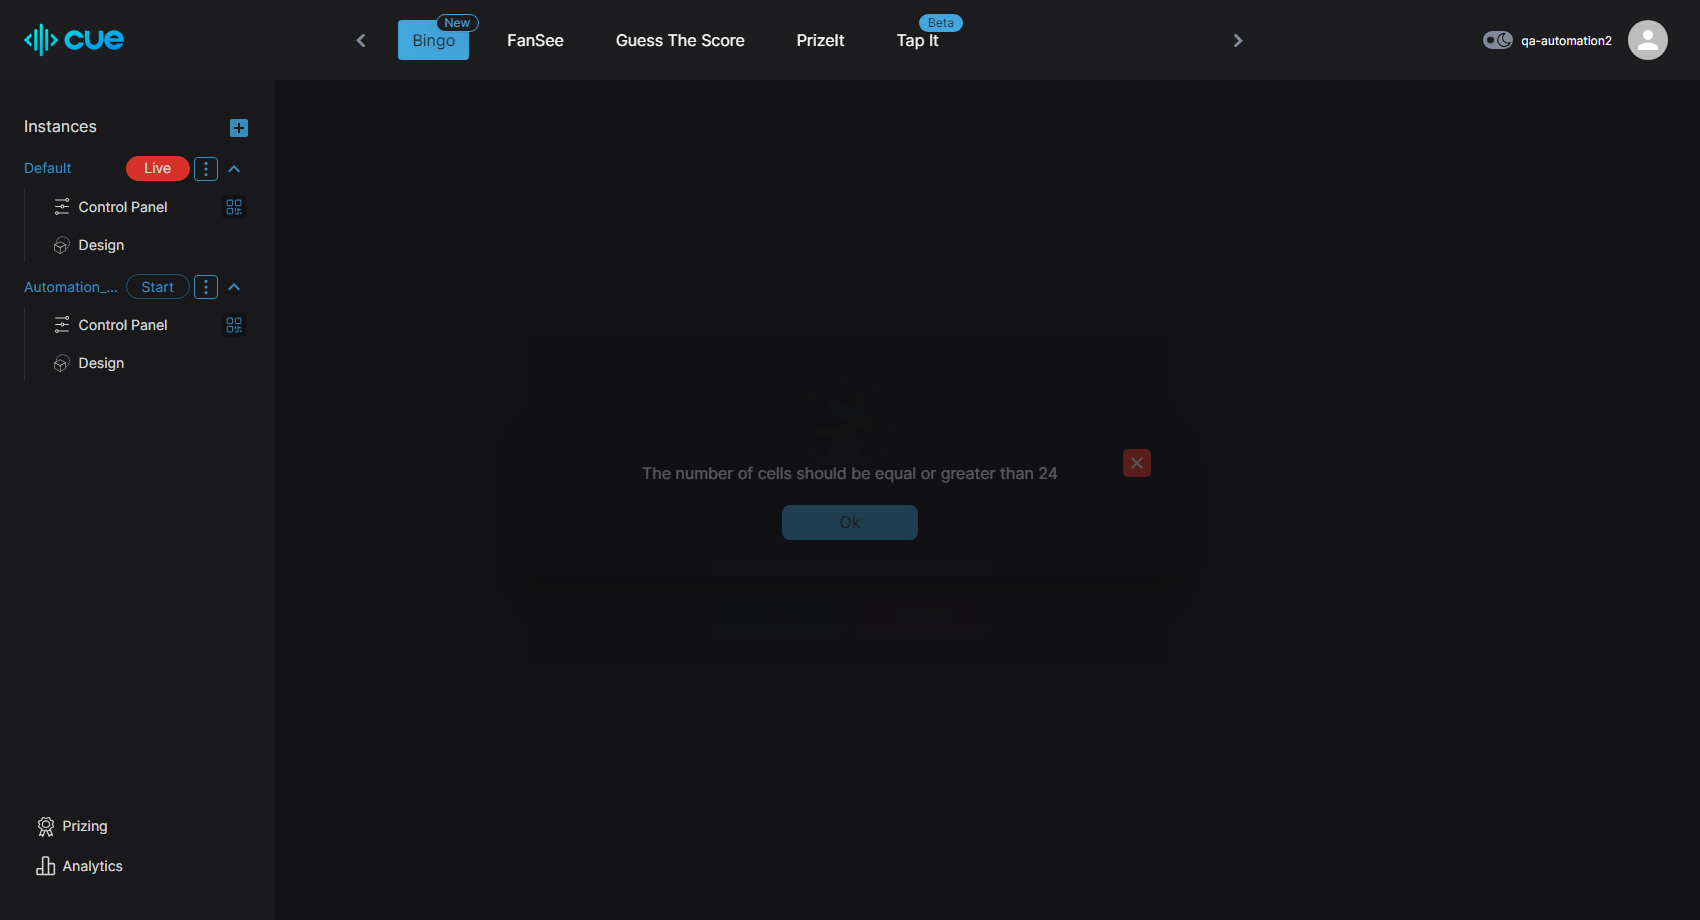 cue
Bingo
New
FanSee
Guess The Score
PrizeIt
Tap It
Beta
qa-automation2
Instances
Default
Live
Control Panel
Design
Automation_...
Start
Control Panel
Design
The number of cells should be equal or greater than 24
Ok
Prizing
Analytics